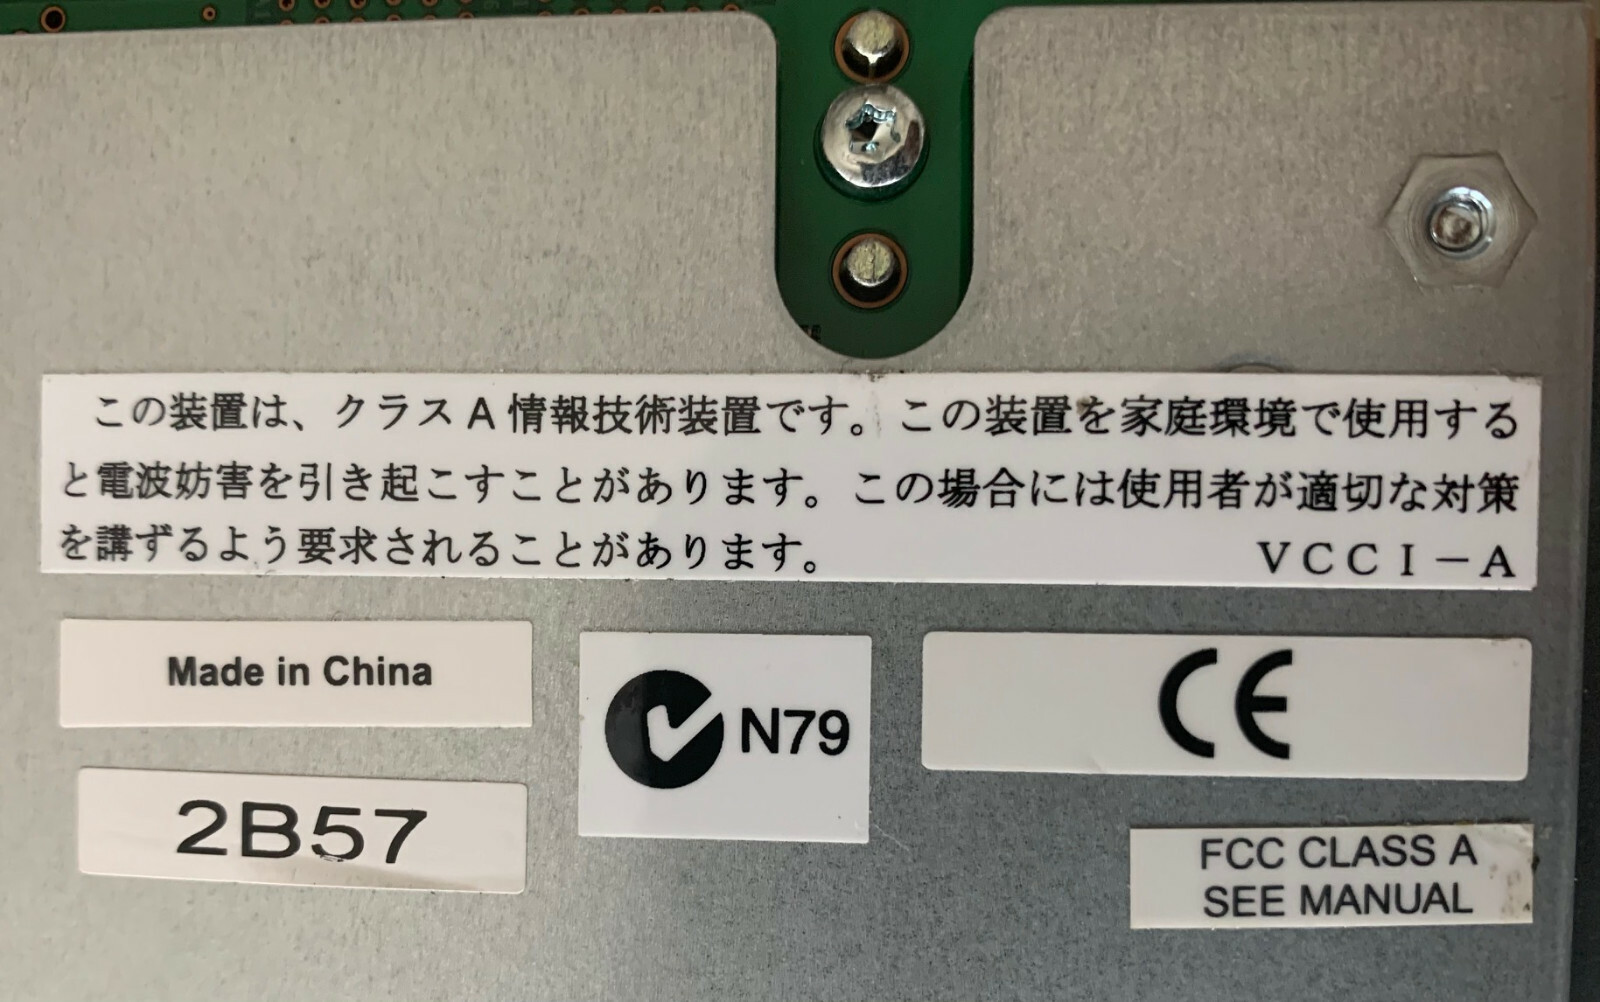 この装置は、クラスA情報技術装置です。この装置を家庭環境で使用する
と電波妨害を引き起こすことがあります。この場合には使用者が適切な対策
を講ずるよう要求されることがあります。 ＶＣＣＩ－Ａ
Made in China
N79
CE
2B57
FCC CLASS A
SEE MANUAL